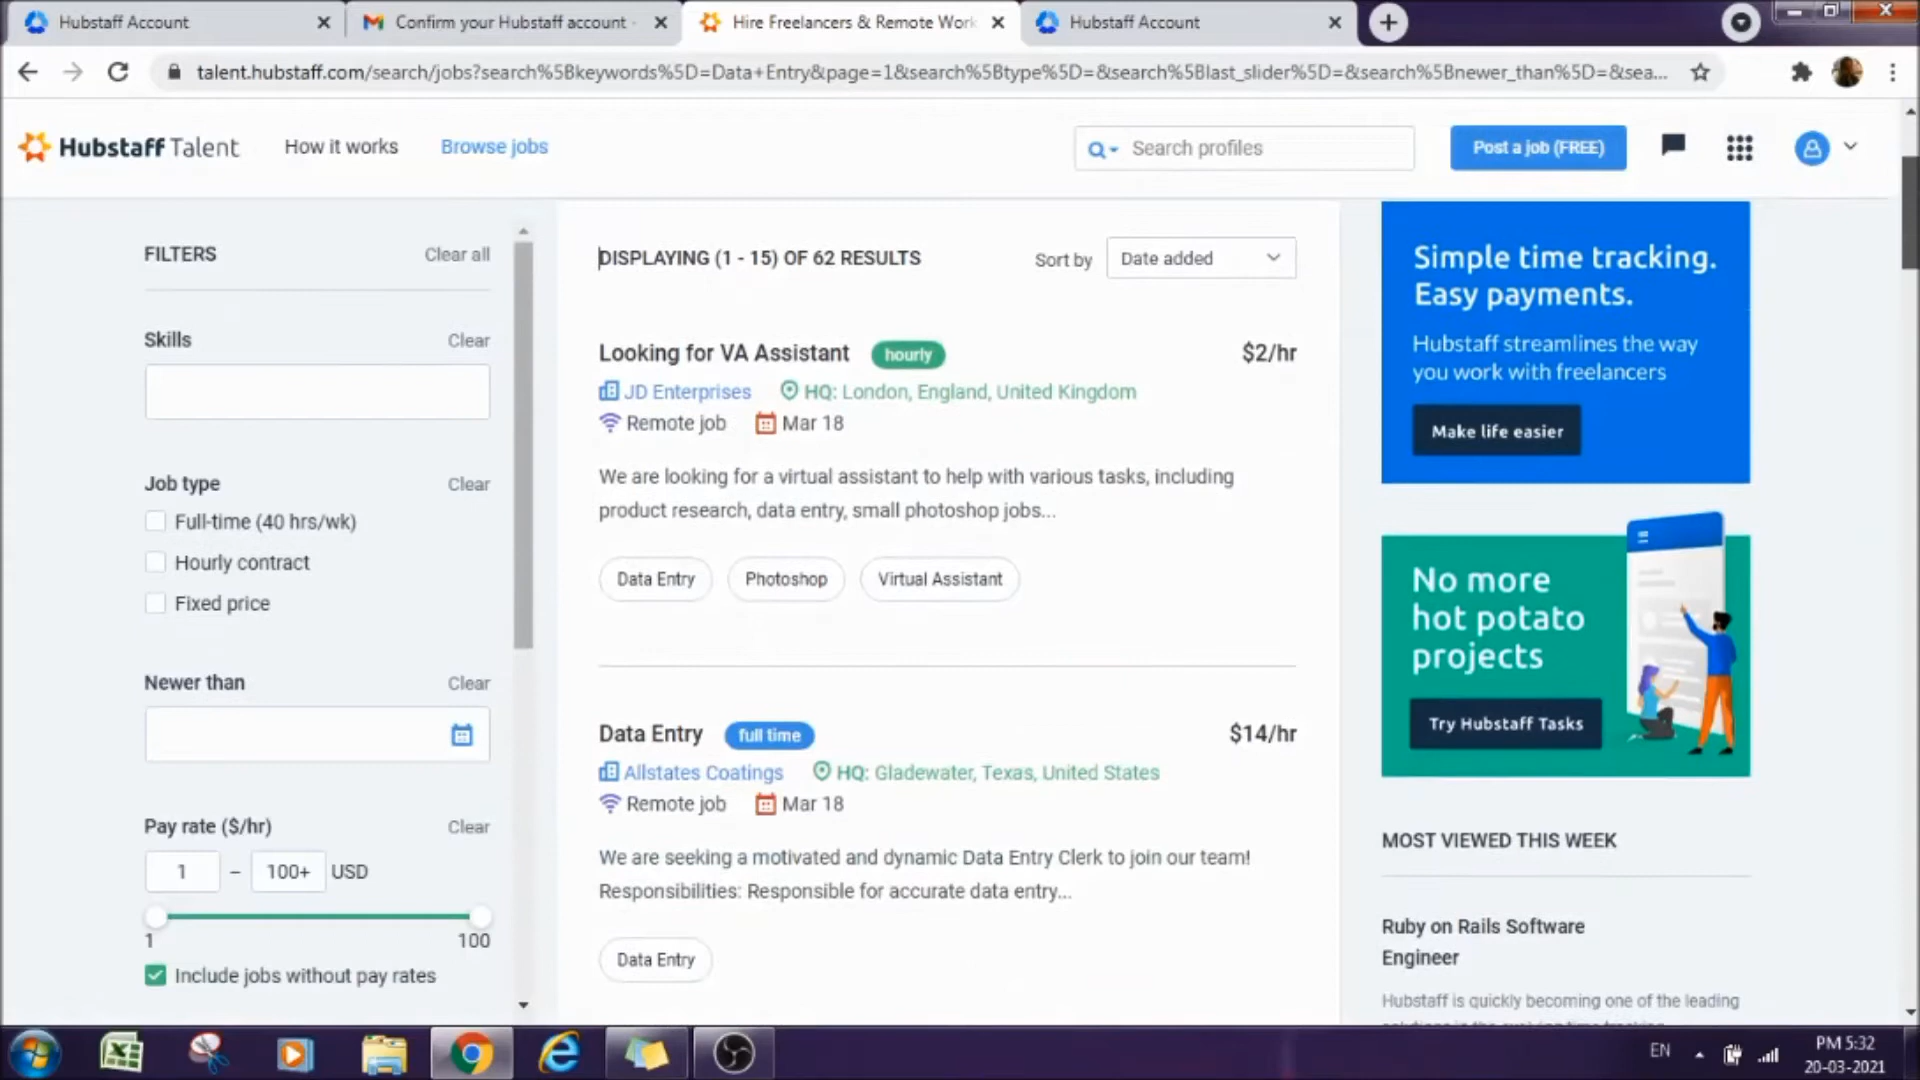 Hubstaff Account
Confirm your Hubstaff account -
Hire Freelancers & Remote Work
Hubstaff Account
talent.hubstaff.com/search/jobs?search%5Bkeywords%5D=Data+Entry&page=1&search%5Btype%5D=&search%5Blast_slider%5D=&search%5Bnewer_than%5D=&sea...
Hubstaff Talent
How it works
Browse jobs
Search profiles
Post a job (FREE)
FILTERS
Clear all
Skills
Clear
Job type
Clear
Full-time (40 hrs/wk)
Hourly contract
Fixed price
Newer than
Clear
Pay rate ($/hr)
Clear
1 – 100+ USD
1
100
Include jobs without pay rates
DISPLAYING (1 - 15) OF 62 RESULTS
Sort by
Date added
Looking for VA Assistant
hourly
$2/hr
JD Enterprises
HQ: London, England, United Kingdom
Remote job
Mar 18
We are looking for a virtual assistant to help with various tasks, including
product research, data entry, small photoshop jobs...
Data Entry
Photoshop
Virtual Assistant
Data Entry
full time
$14/hr
Allstates Coatings
HQ: Gladewater, Texas, United States
Remote job
Mar 18
We are seeking a motivated and dynamic Data Entry Clerk to join our team!
Responsibilities: Responsible for accurate data entry...
Data Entry
Simple time tracking.
Easy payments.
Hubstaff streamlines the way
you work with freelancers
Make life easier
No more
hot potato
projects
Try Hubstaff Tasks
MOST VIEWED THIS WEEK
Ruby on Rails Software
Engineer
Hubstaff is quickly becoming one of the leading
EN
PM 5:32
20-03-2021